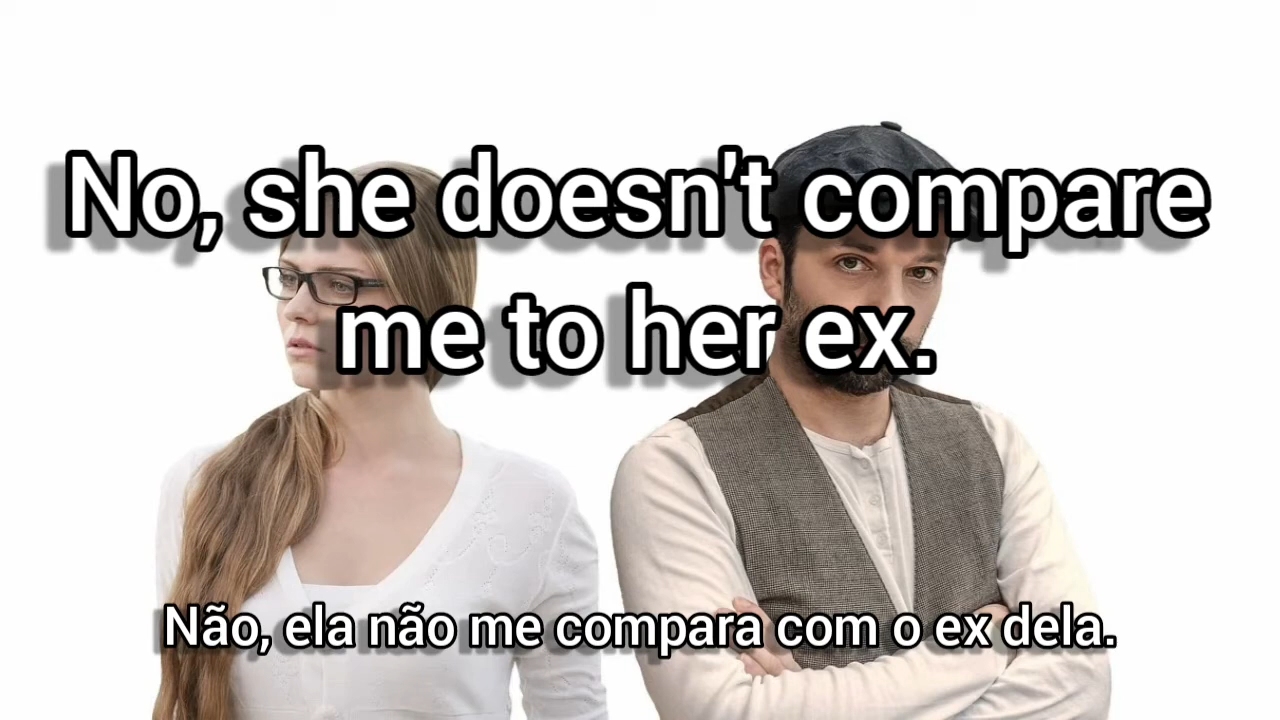 No, she doesn't compare
me to her ex.
Não, ela não me compara com o ex dela.